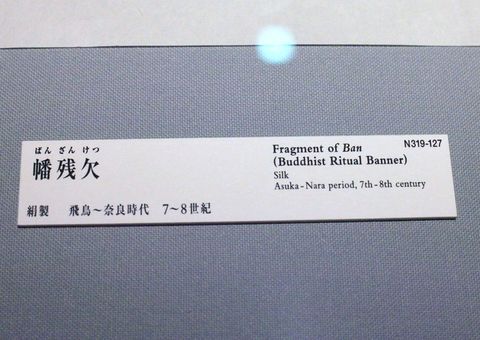 ばん ざん けつ
幡残欠
絹製 飛鳥～奈良時代 7～8世紀
Fragment of Ban N319-127
(Buddhist Ritual Banner)
Silk
Asuka-Nara period, 7th-8th century